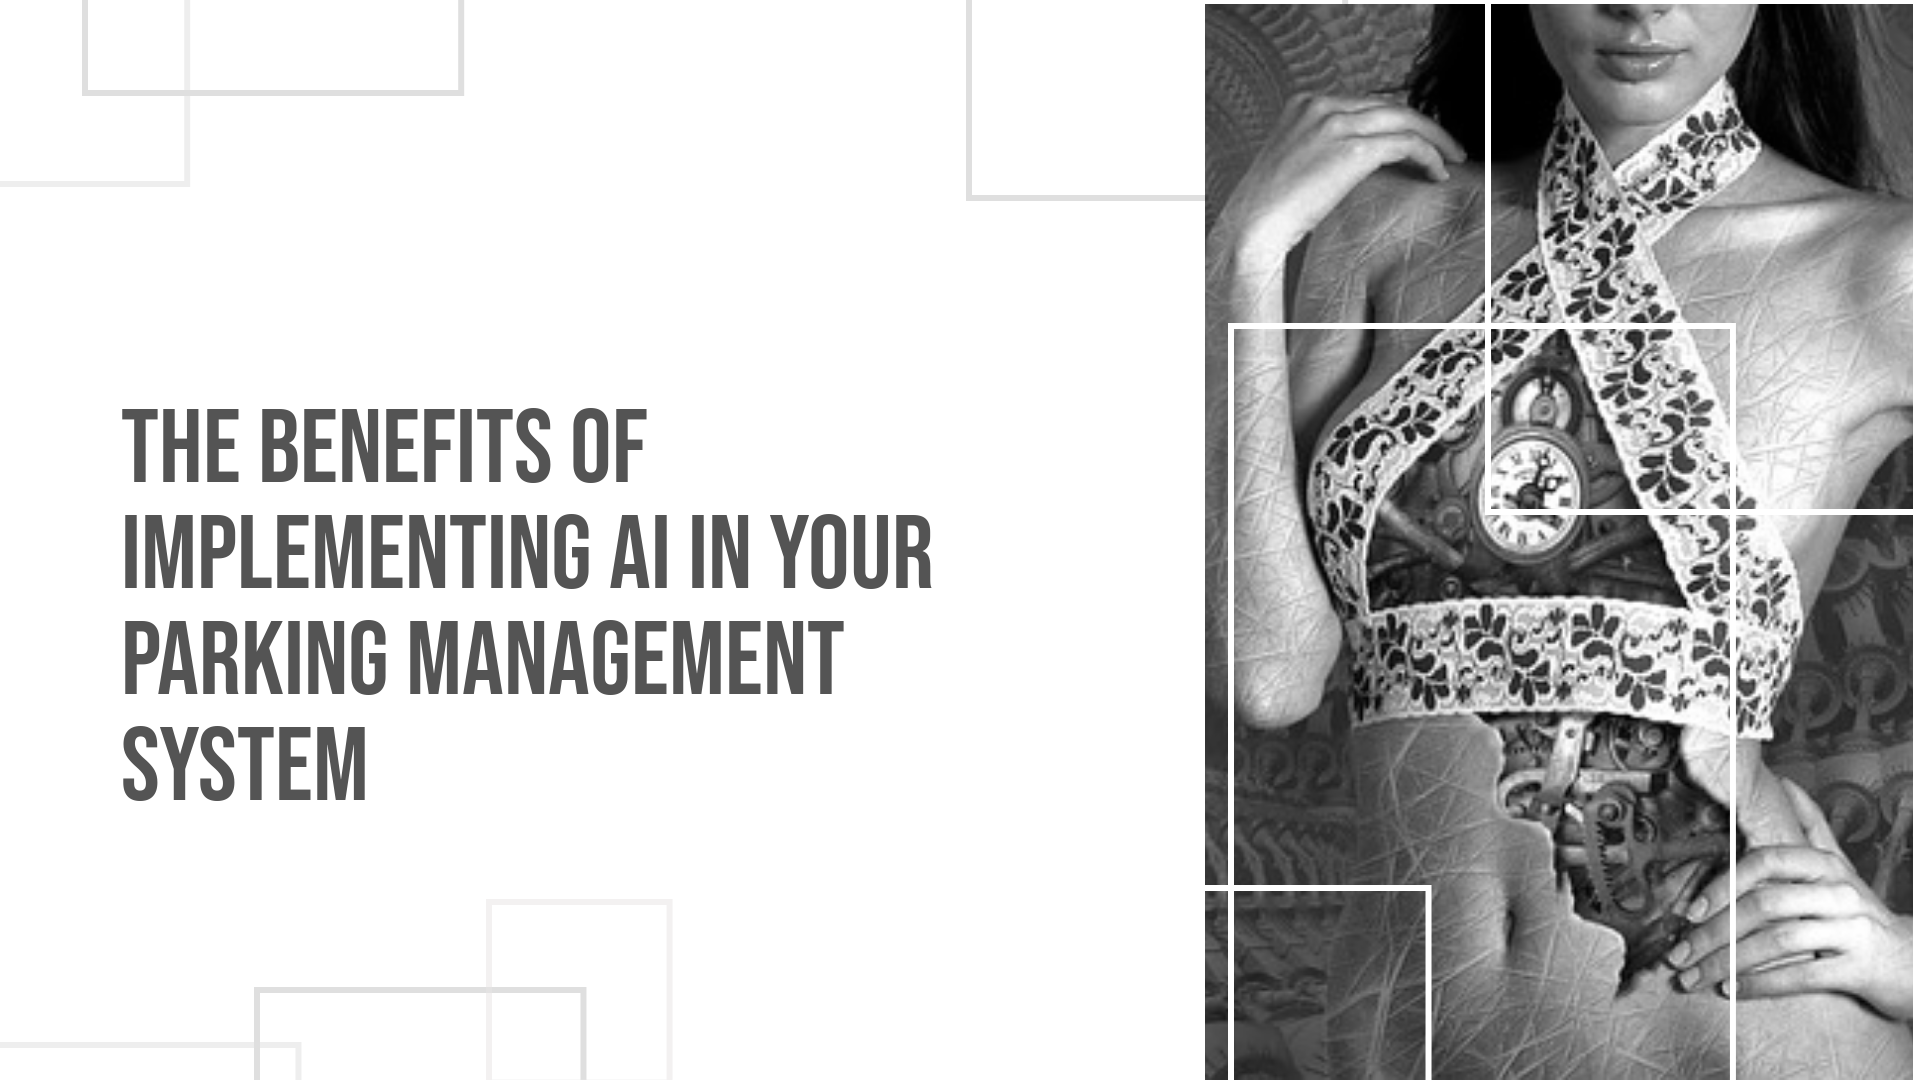 THE BENEFITS OF
IMPLEMENTING AI IN YOUR
PARKING MANAGEMENT
SYSTEM